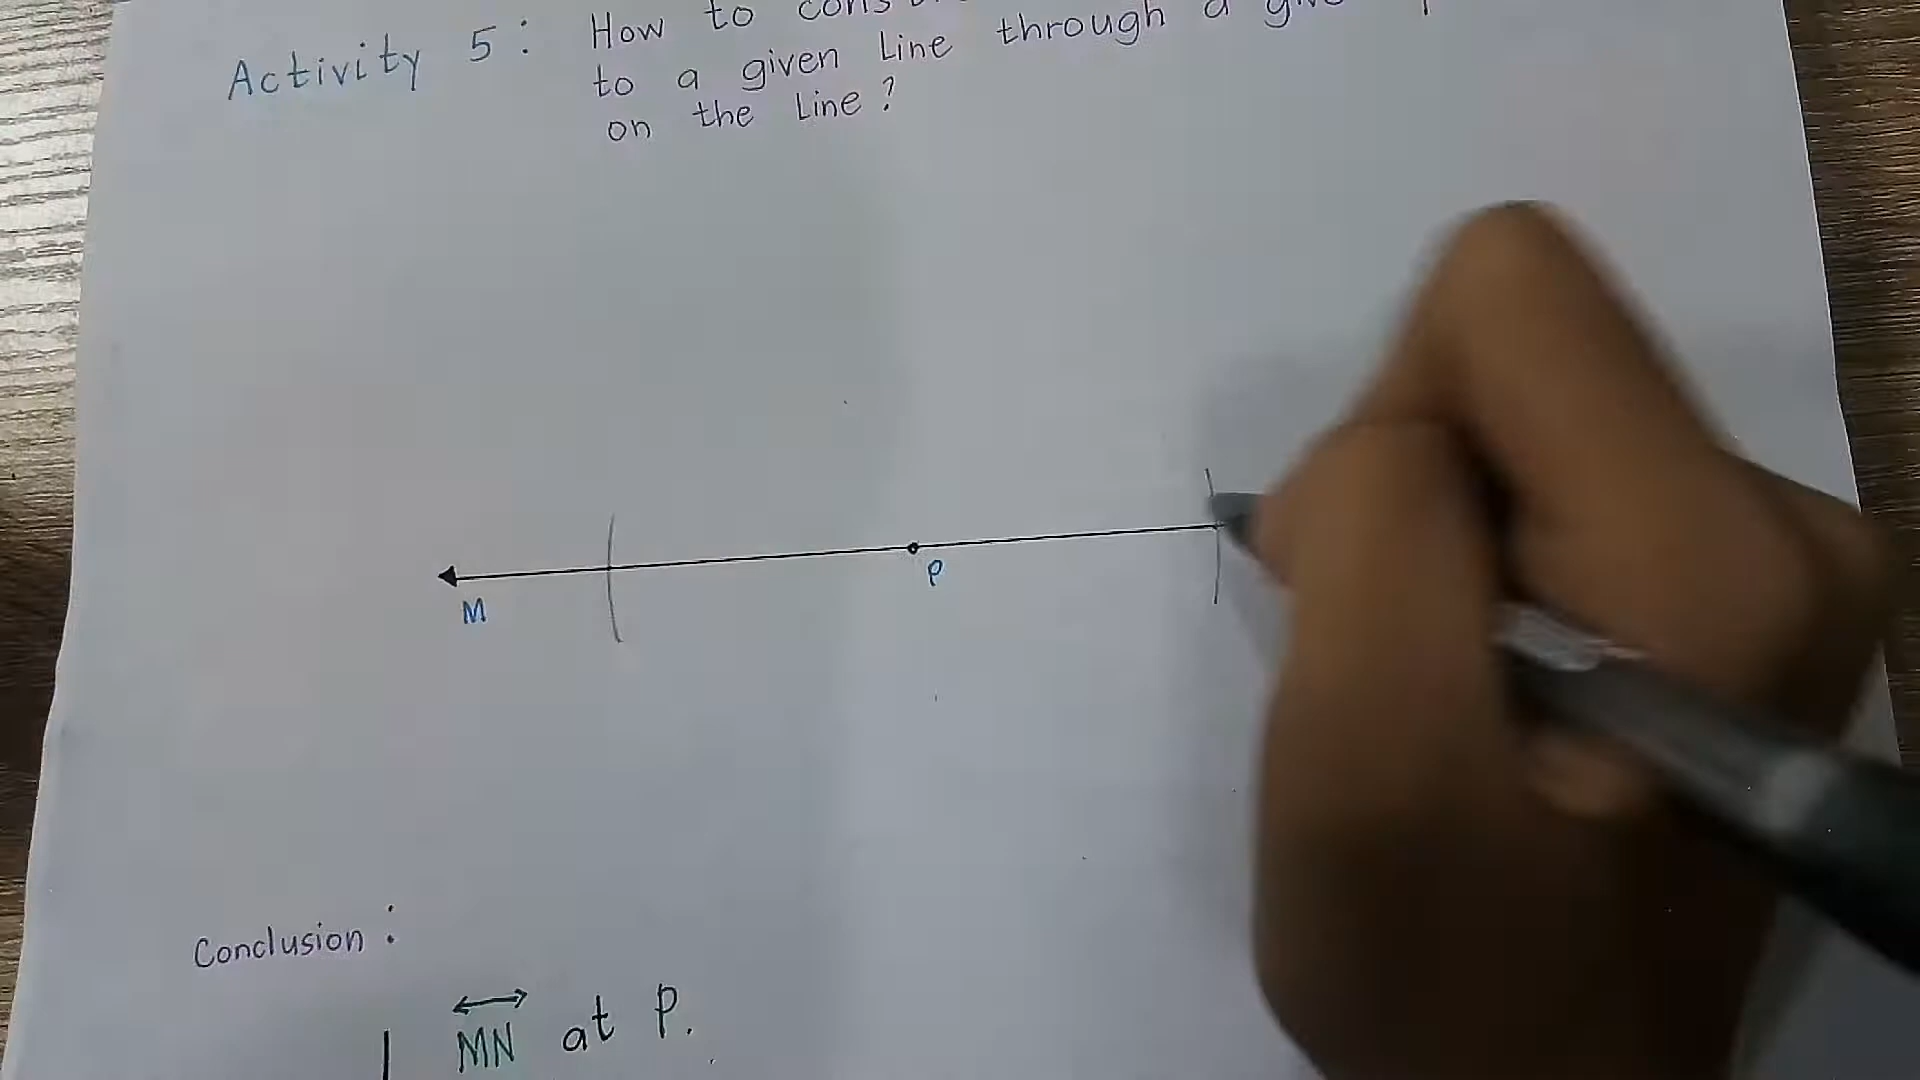 Activity 5: How to
to a given Line through a
on the Line?
P
M
Conclusion:
MN at P.